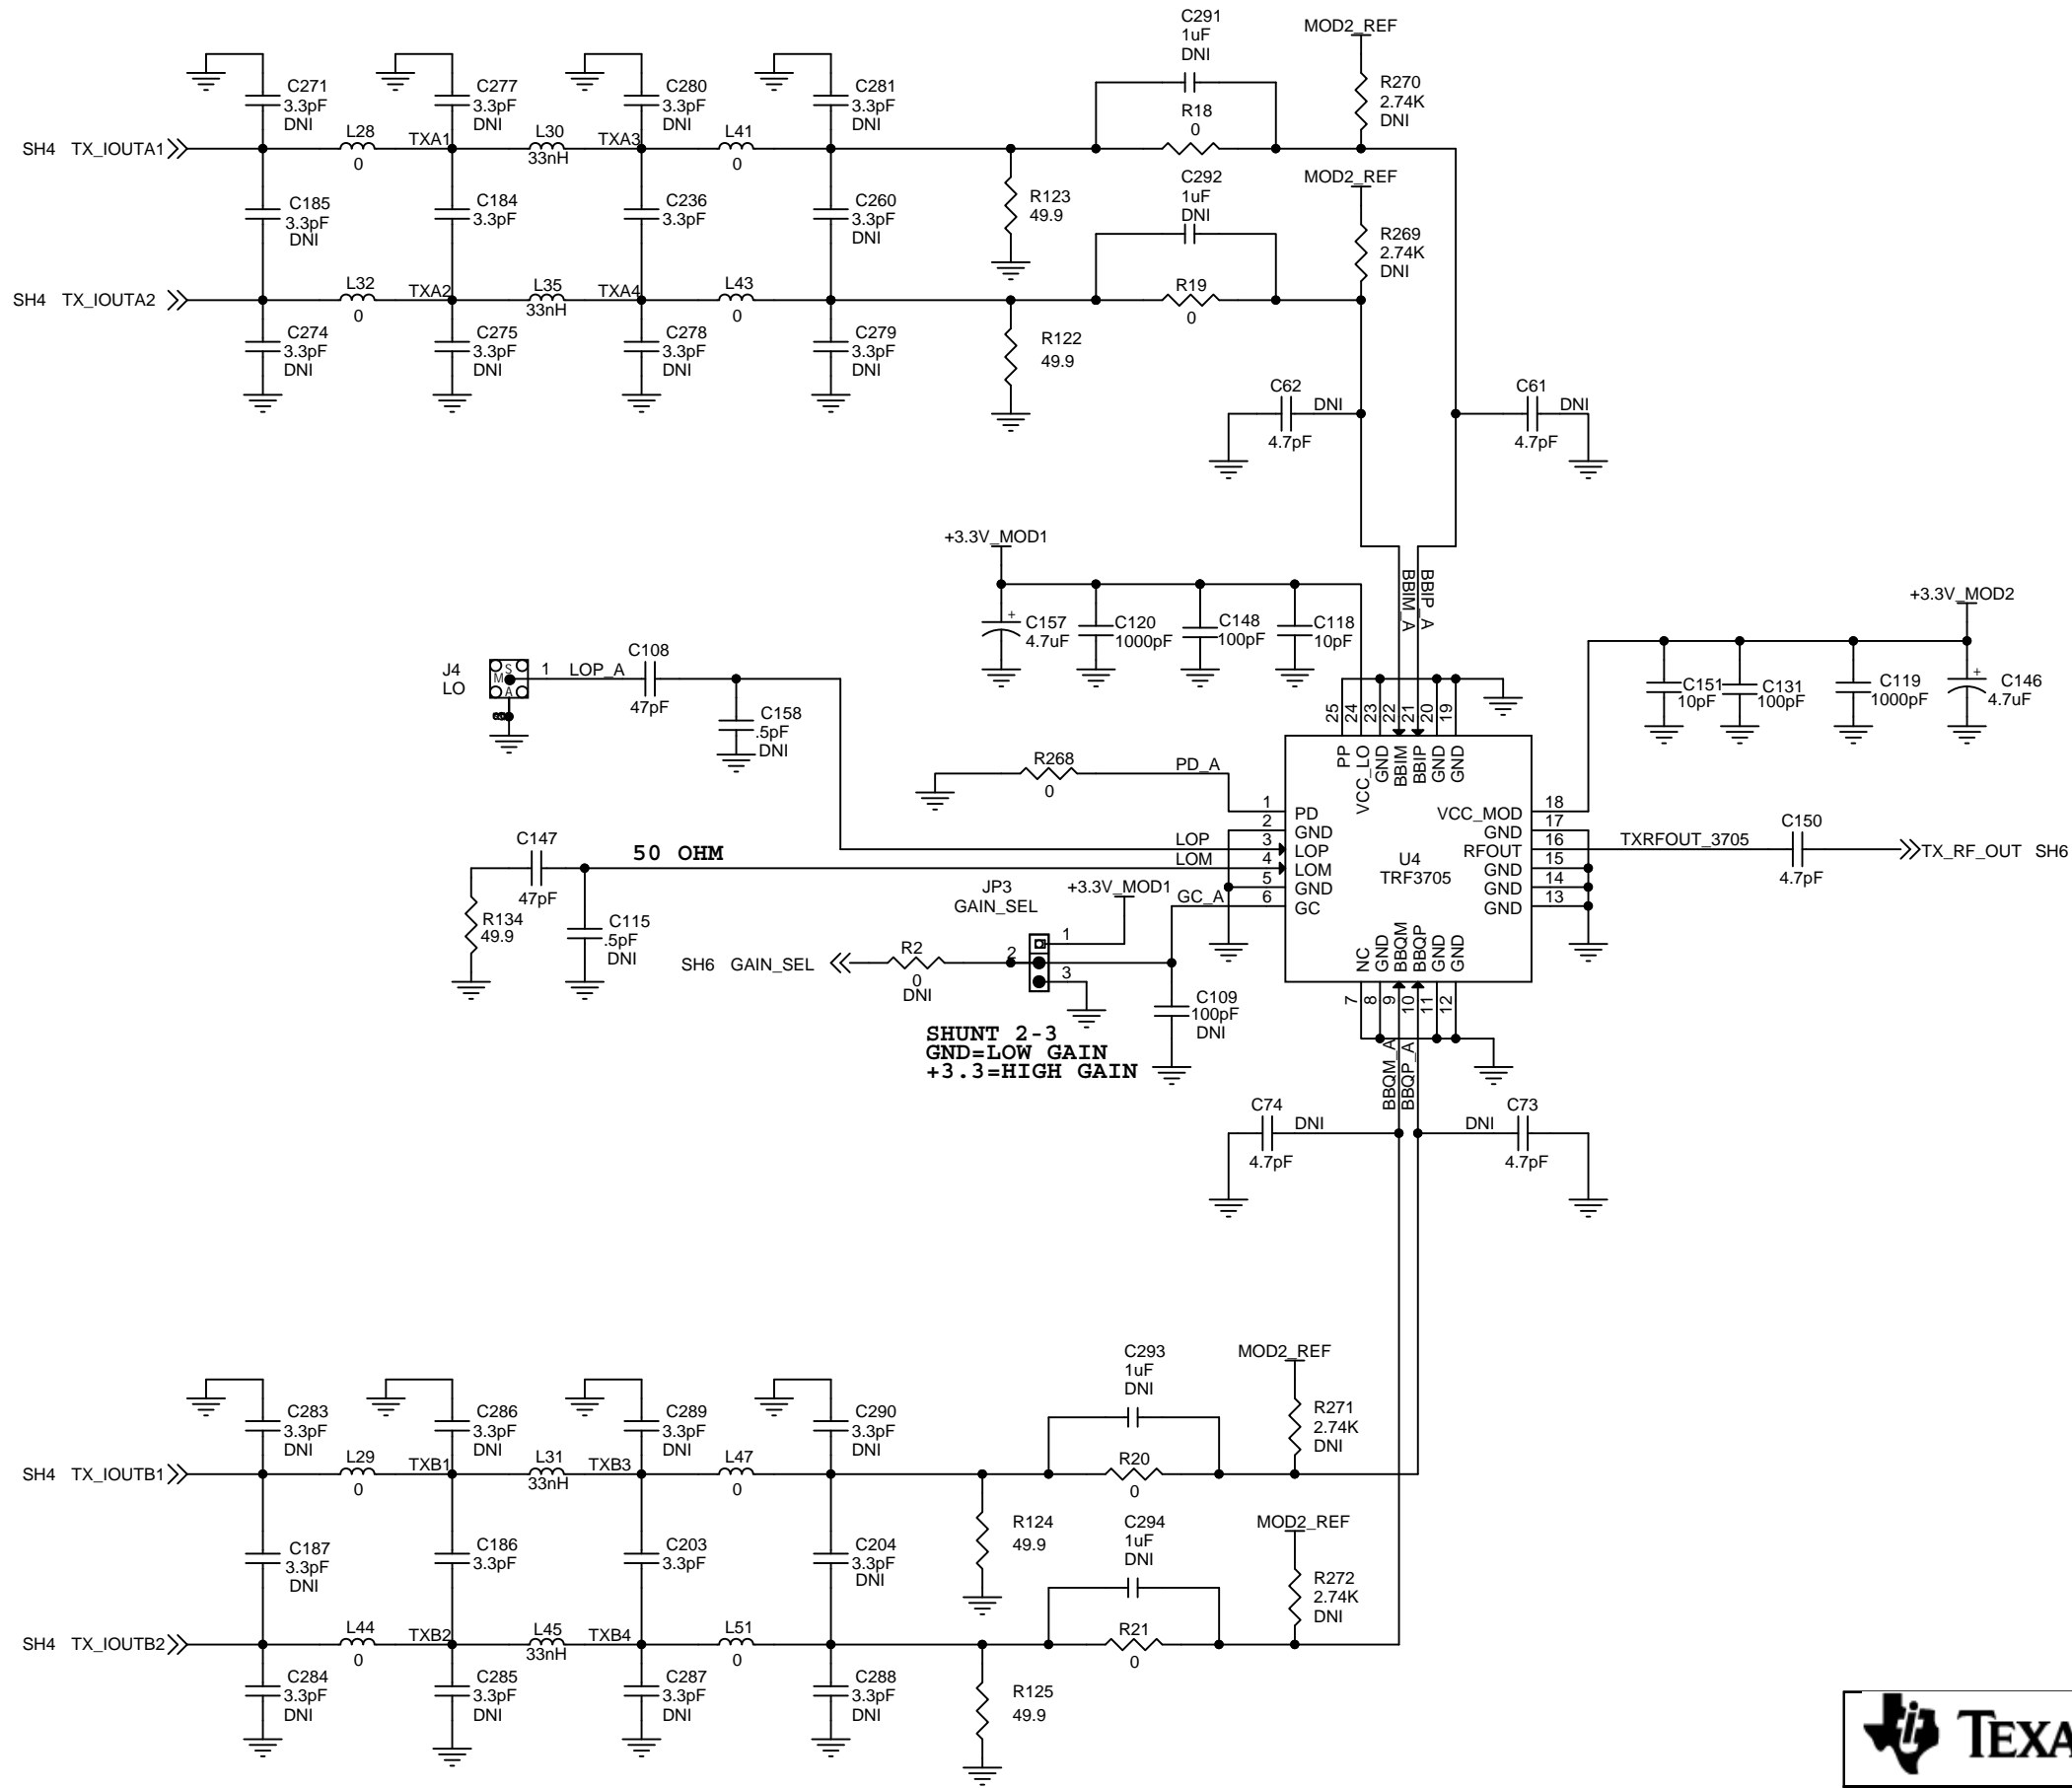 C291
1uF
DNI
MOD2_REF
C271
3.3pF
DNI
C277
3.3pF
DNI
C280
3.3pF
DNI
C281
3.3pF
DNI
R18
0
R270
2.74K
DNI
SH4 TX_IOUTA1
L28
0
TXA1
L30
33nH
TXA3
L41
0
C185
3.3pF
DNI
C184
3.3pF
C236
3.3pF
C260
3.3pF
DNI
R123
49.9
C292
1uF
DNI
MOD2_REF
R269
2.74K
DNI
SH4 TX_IOUTA2
L32
0
TXA2
L35
33nH
TXA4
L43
0
R19
0
C274
3.3pF
DNI
C275
3.3pF
DNI
C278
3.3pF
DNI
C279
3.3pF
DNI
R122
49.9
C62
DNI
4.7pF
C61
DNI
4.7pF
+3.3V_MOD1
BBIM_A
BBIP_A
+3.3V_MOD2
C157
+
4.7uF
C120
1000pF
C148
100pF
C118
10pF
J4
LO
S
M
A
1
LOP_A
C108
47pF
C158
.5pF
DNI
C151
10pF
C131
100pF
C119
1000pF
C146
+
4.7uF
25
24
23
22
21
20
19
PP
VCC_LO
GND
BBIM
BBIP
GND
GND
R268
0
PD_A
1 PD
2 GND
LOP 3 LOP
LOM 4 LOM
5 GND
GC_A 6 GC
U4
TRF3705
VCC_MOD 18
GND 17
RFOUT 16
GND 15
GND 14
GND 13
TXRFOUT_3705
C150
4.7pF
TX_RF_OUT SH6
C147
47pF
50 OHM
R134
49.9
C115
.5pF
DNI
JP3
GAIN_SEL
+3.3V_MOD1
1
2
3
SH6 GAIN_SEL
R2
0
DNI
C109
100pF
DNI
SHUNT 2-3
GND=LOW GAIN
+3.3=HIGH GAIN
NC
GND
BBQM
BBQP
GND
GND
7
8
9
10
11
12
BBQM_A
BBQP_A
C74
DNI
4.7pF
C73
DNI
4.7pF
C293
1uF
DNI
MOD2_REF
C283
3.3pF
DNI
C286
3.3pF
DNI
C289
3.3pF
DNI
C290
3.3pF
DNI
R271
2.74K
DNI
SH4 TX_IOUTB1
L29
0
TXB1
L31
33nH
TXB3
L47
0
R20
0
C187
3.3pF
DNI
C186
3.3pF
C203
3.3pF
C204
3.3pF
DNI
R124
49.9
C294
1uF
DNI
MOD2_REF
R272
2.74K
DNI
SH4 TX_IOUTB2
L44
0
TXB2
L45
33nH
TXB4
L51
0
R21
0
C284
3.3pF
DNI
C285
3.3pF
DNI
C287
3.3pF
DNI
C288
3.3pF
DNI
R125
49.9
TEXA